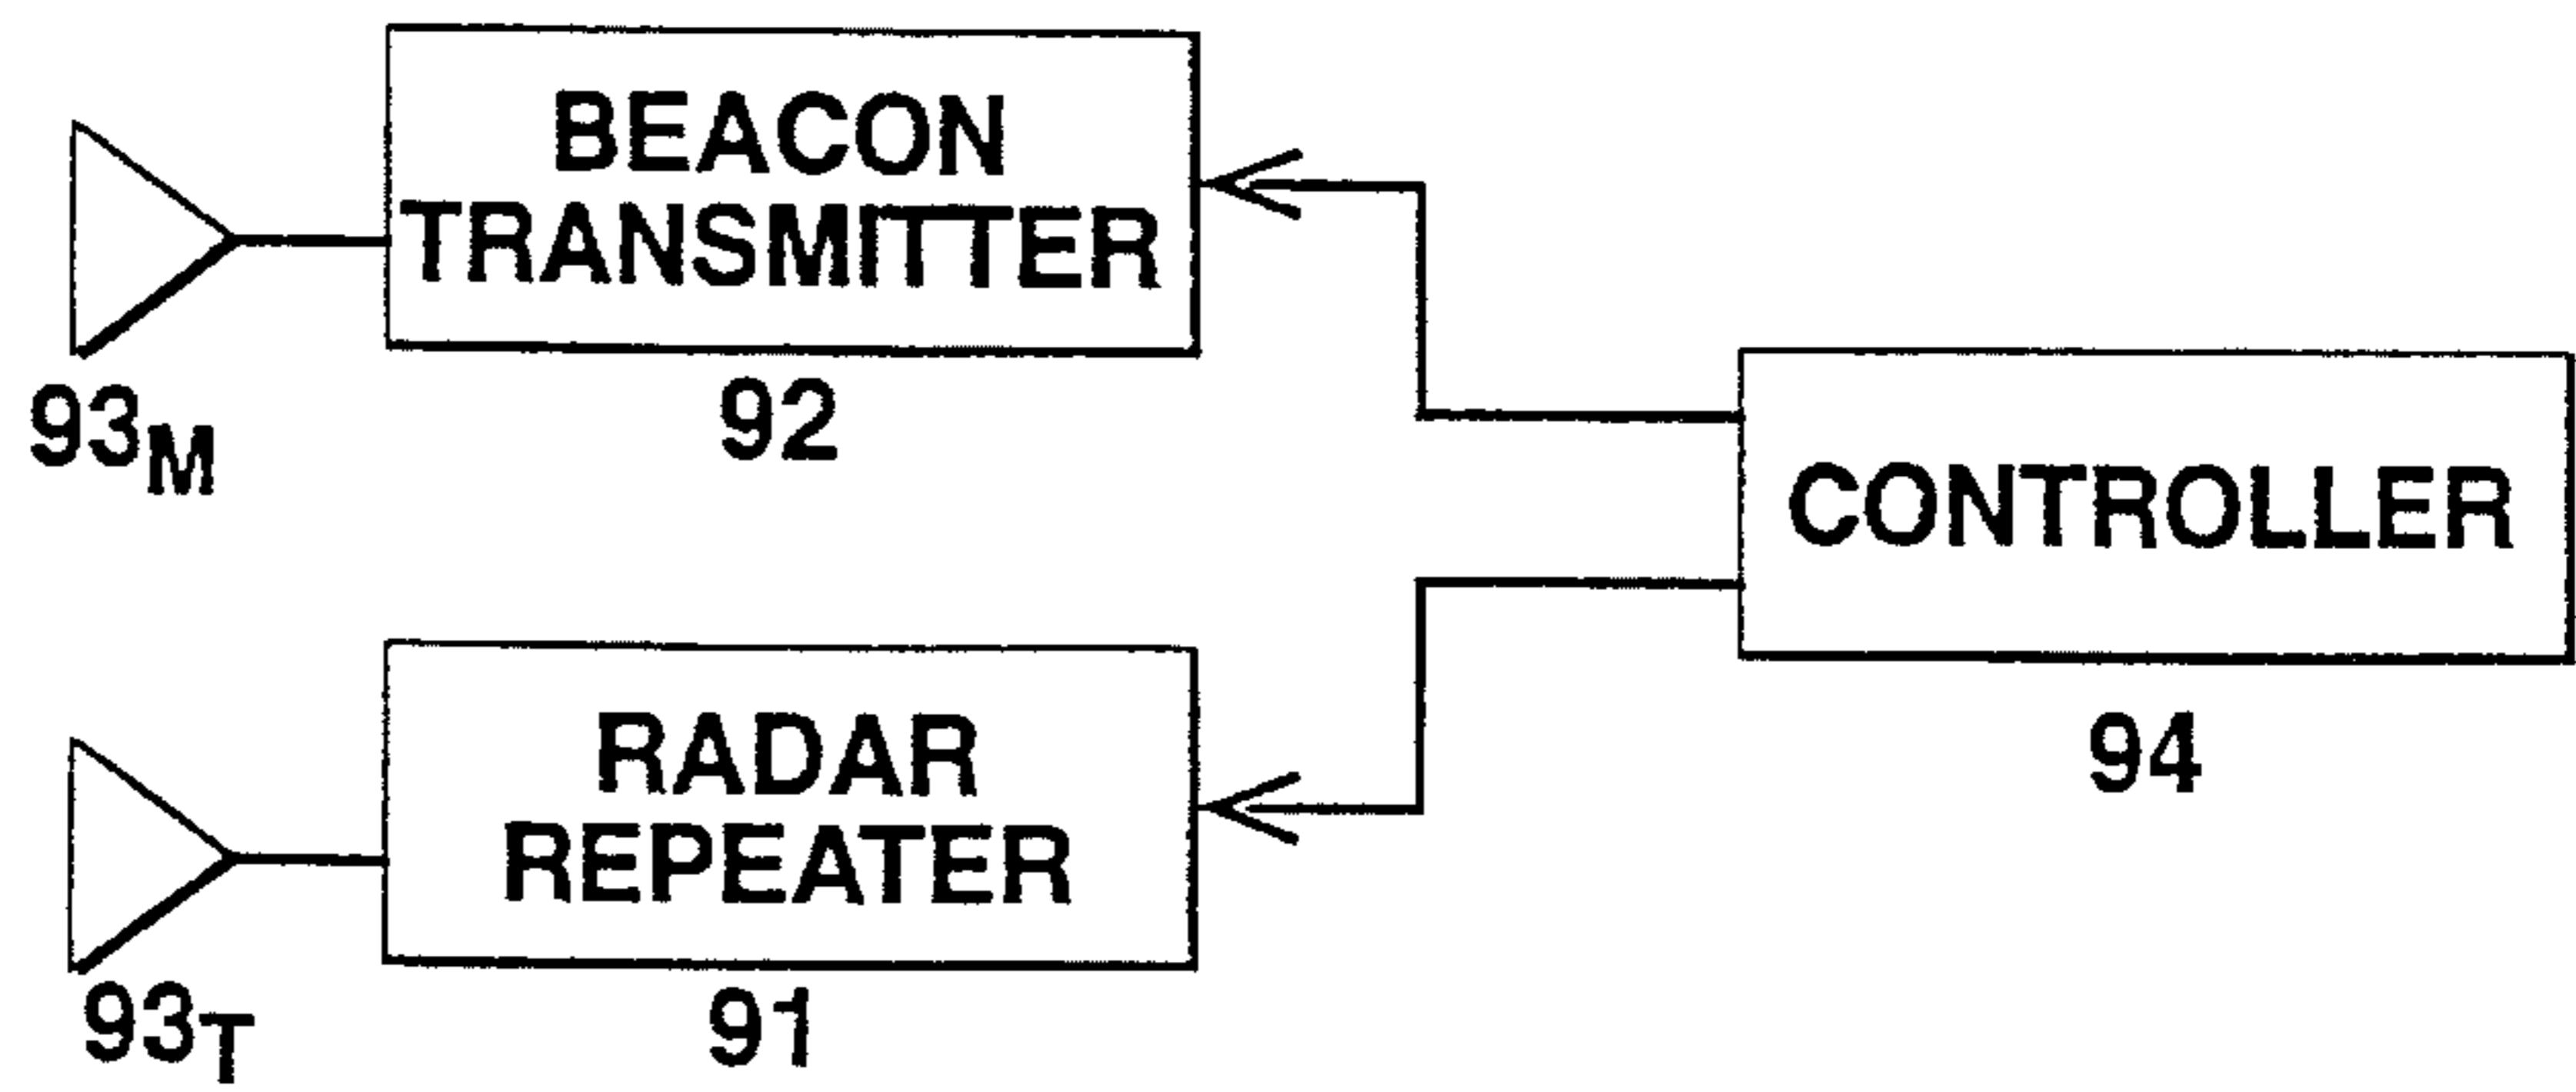 BEACON
TRANSMITTER
93M
92
CONTROLLER
94
RADAR
REPEATER
93T
91